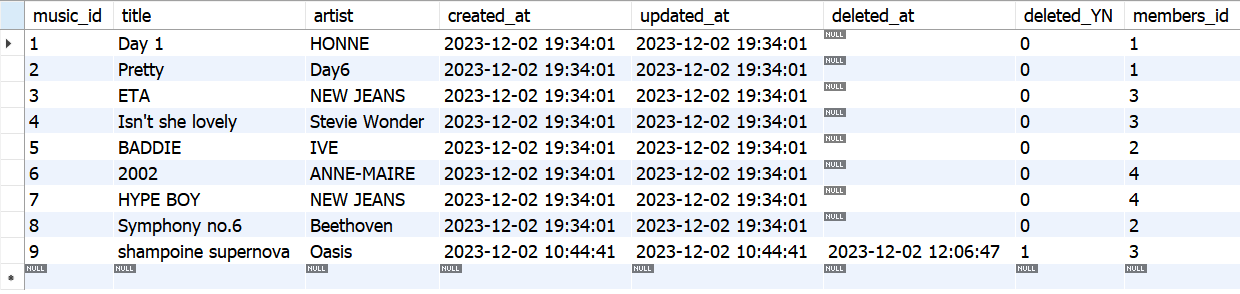 music_id title artist created_at updated_at deleted_at deleted_YN members_id
1 Day 1 HONNE 2023-12-02 19:34:01 2023-12-02 19:34:01 NULL 0 1
2 Pretty Day6 2023-12-02 19:34:01 2023-12-02 19:34:01 NULL 0 1
3 ETA NEW JEANS 2023-12-02 19:34:01 2023-12-02 19:34:01 NULL 0 3
4 Isn't she lovely Stevie Wonder 2023-12-02 19:34:01 2023-12-02 19:34:01 NULL 0 3
5 BADDIE IVE 2023-12-02 19:34:01 2023-12-02 19:34:01 NULL 0 2
6 2002 ANNE-MAIRE 2023-12-02 19:34:01 2023-12-02 19:34:01 NULL 0 4
7 HYPE BOY NEW JEANS 2023-12-02 19:34:01 2023-12-02 19:34:01 NULL 0 4
8 Symphony no.6 Beethoven 2023-12-02 19:34:01 2023-12-02 19:34:01 NULL 0 2
9 shampoine supernova Oasis 2023-12-02 10:44:41 2023-12-02 10:44:41 2023-12-02 12:06:47 1 3
NULL NULL NULL NULL NULL NULL NULL NULL